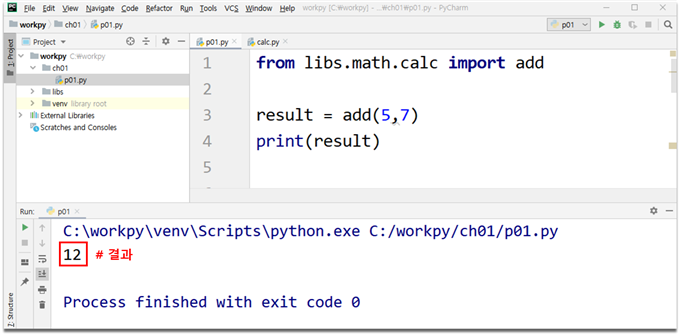 PC File Edit View Navigate Code Refactor Run Tools VCS Window Help workpy [C:\workpy] - ...\ch01\p01.py - PyCharm
workpy ch01 p01.py p01
1: Project
Project
p01.py calc.py
workpy C:\workpy
ch01
p01.py
libs
venv library root
External Libraries
Scratches and Consoles
1 from libs.math.calc import add
2
3 result = add(5,7)
4 print(result)
5
Run: p01
C:\workpy\venv\Scripts\python.exe C:/workpy/ch01/p01.py
12 # 결과
Process finished with exit code 0
7: Structure